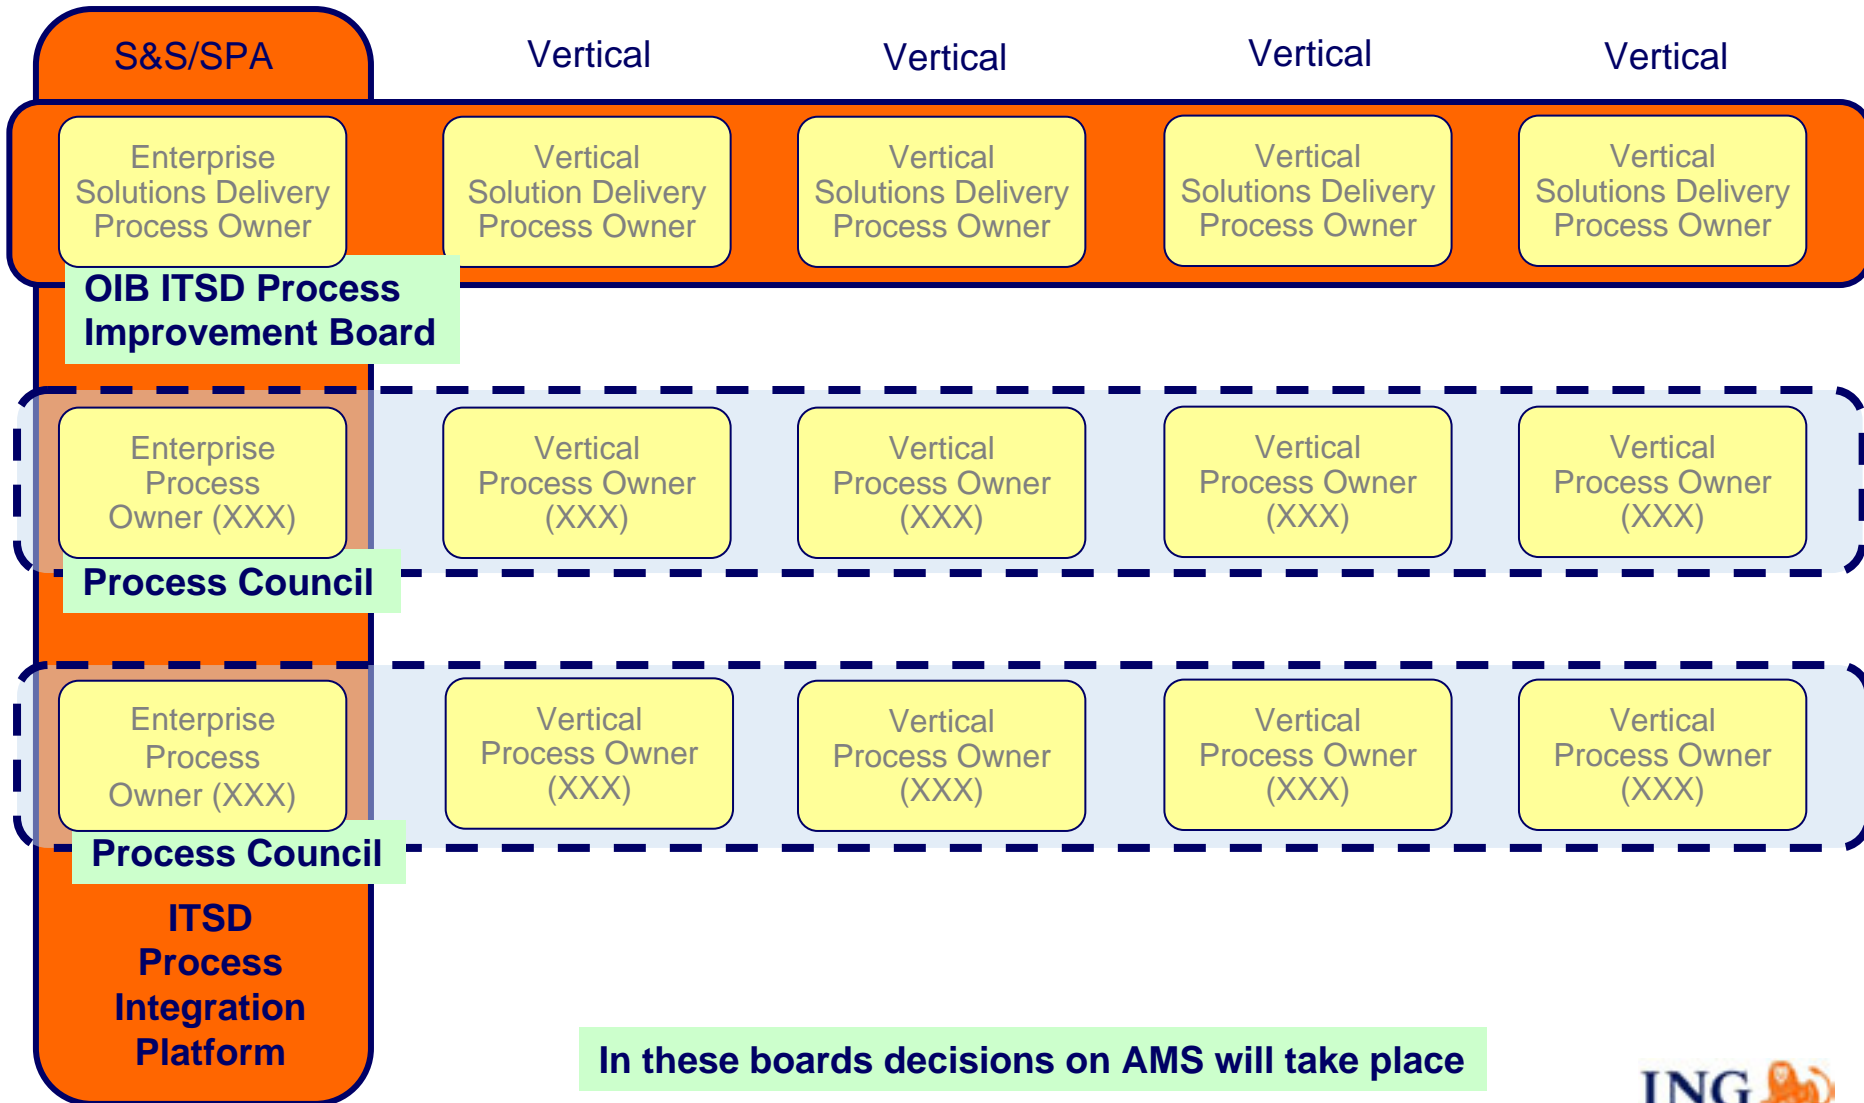 S&S/SPA
Vertical
Vertical
Vertical
Vertical
Enterprise
Solutions Delivery
Process Owner
Vertical
Solution Delivery
Process Owner
Vertical
Solutions Delivery
Process Owner
Vertical
Solutions Delivery
Process Owner
Vertical
Solutions Delivery
Process Owner
OIB ITSD Process
Improvement Board
Enterprise
Process
Owner (XXX)
Vertical
Process Owner
(XXX)
Vertical
Process Owner
(XXX)
Vertical
Process Owner
(XXX)
Vertical
Process Owner
(XXX)
Process Council
Enterprise
Process
Owner (XXX)
Vertical
Process Owner
(XXX)
Vertical
Process Owner
(XXX)
Vertical
Process Owner
(XXX)
Vertical
Process Owner
(XXX)
Process Council
ITSD
Process
Integration
Platform
In these boards decisions on AMS will take place
ING